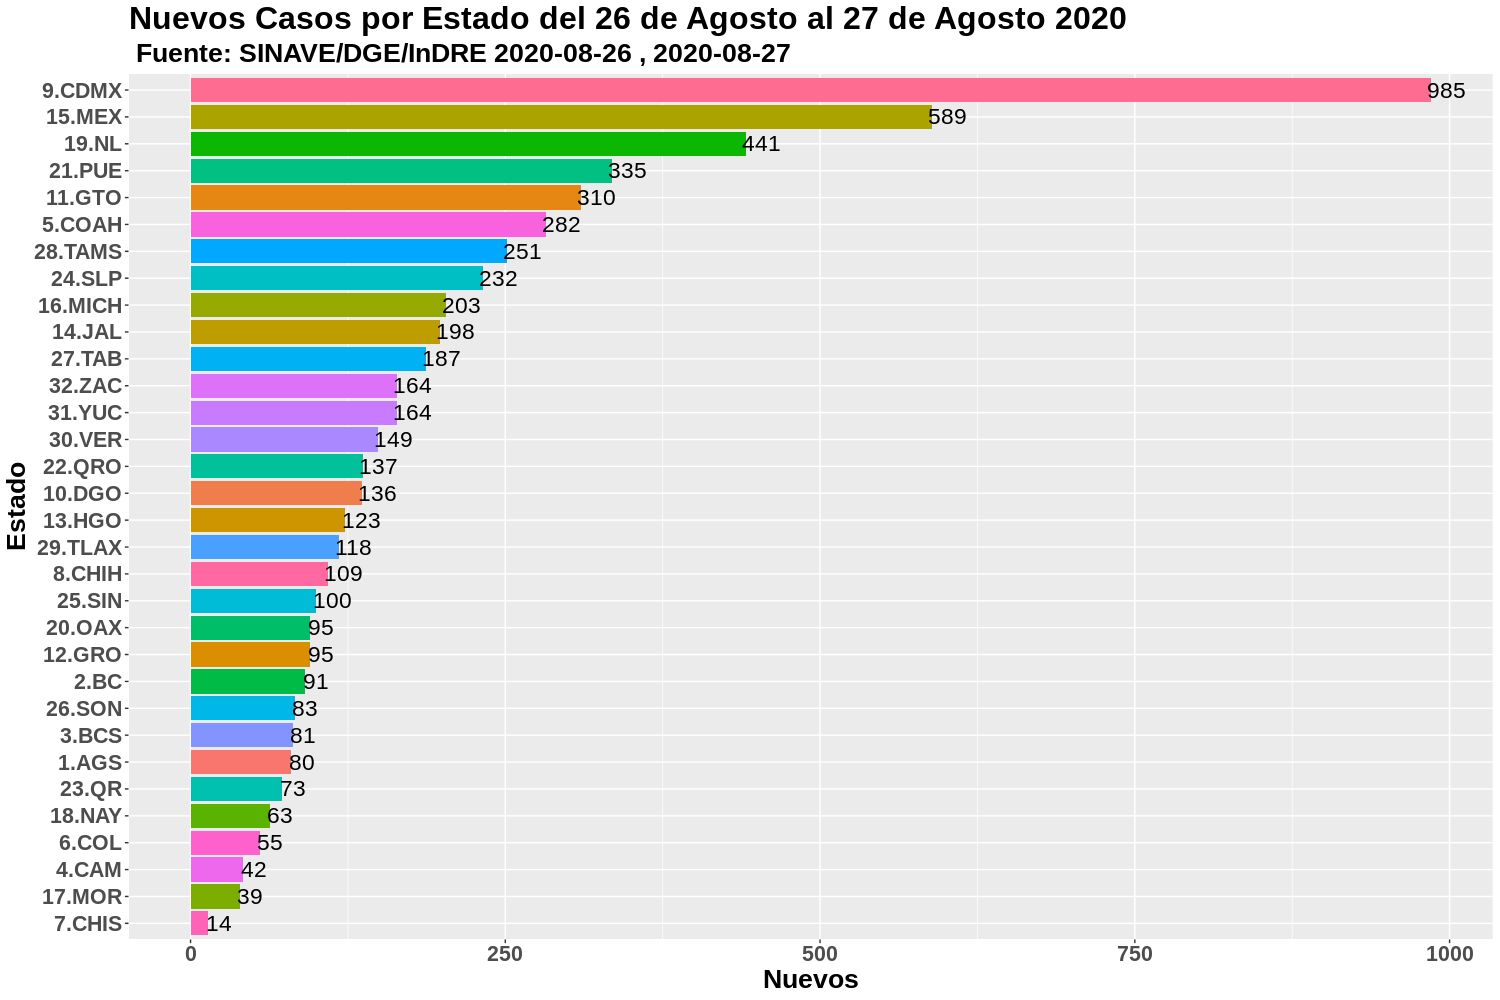 Nuevos Casos por Estado del 26 de Agosto al 27 de Agosto 2020
Fuente: SINAVE/DGE/InDRE 2020-08-26 , 2020-08-27
Estado
9.CDMX 985
15.MEX 589
19.NL 441
21.PUE 335
11.GTO 310
5.COAH 282
28.TAMS 251
24.SLP 232
16.MICH 203
14.JAL 198
27.TAB 187
32.ZAC 164
31.YUC 164
30.VER 149
22.QRO 137
10.DGO 136
13.HGO 123
29.TLAX 118
8.CHIH 109
25.SIN 100
20.OAX 95
12.GRO 95
2.BC 91
26.SON 83
3.BCS 81
1.AGS 80
23.QR 73
18.NAY 63
6.COL 55
4.CAM 42
17.MOR 39
7.CHIS 14
0 250 500 750 1000
Nuevos